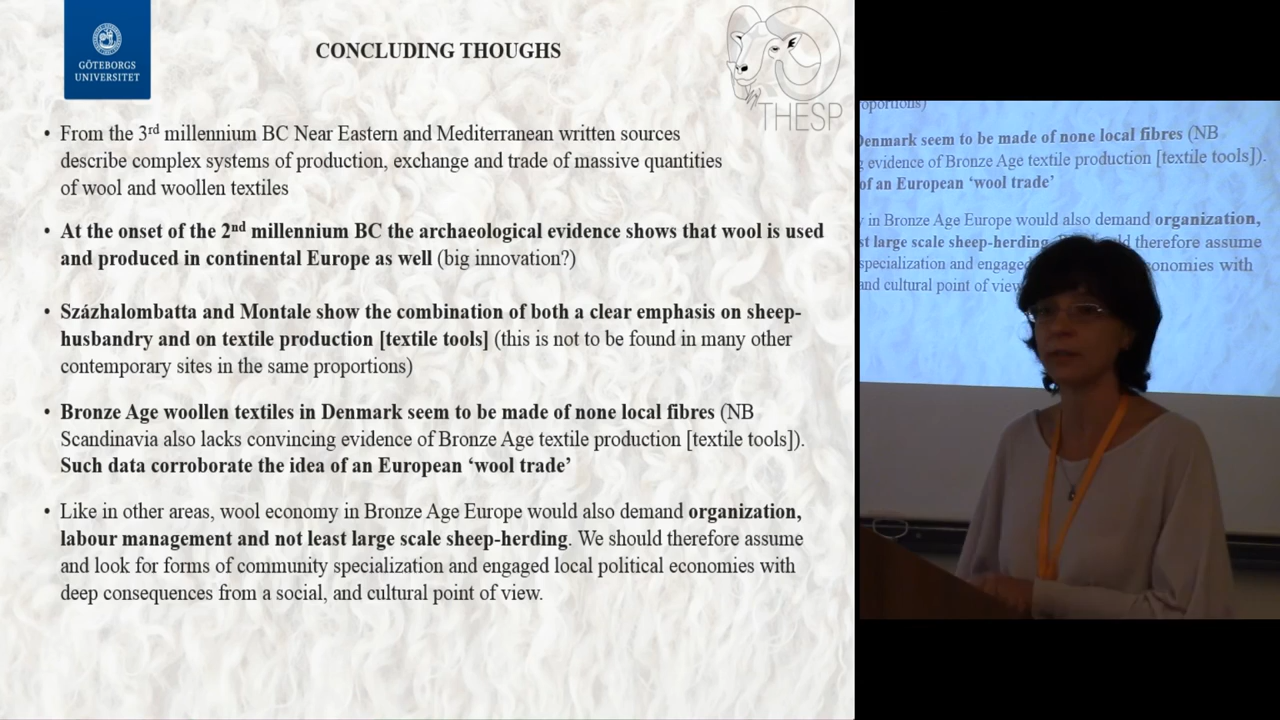 GÖTEBORGS
UNIVERSITET
CONCLUDING THOUGHS
THESP
• From the 3rd millennium BC Near Eastern and Mediterranean written sources
describe complex systems of production, exchange and trade of massive quantities
of wool and woollen textiles
• At the onset of the 2nd millennium BC the archaeological evidence shows that wool is used
and produced in continental Europe as well (big innovation?)
• Százhalombatta and Montale show the combination of both a clear emphasis on sheep-
husbandry and on textile production [textile tools] (this is not to be found in many other
contemporary sites in the same proportions)
• Bronze Age woollen textiles in Denmark seem to be made of none local fibres (NB
Scandinavia also lacks convincing evidence of Bronze Age textile production [textile tools]).
Such data corroborate the idea of an European ‘wool trade’
• Like in other areas, wool economy in Bronze Age Europe would also demand organization,
labour management and not least large scale sheep-herding. We should therefore assume
and look for forms of community specialization and engaged local political economies with
deep consequences from a social, and cultural point of view.
oportions)
Denmark seem to be made of none local fibres (NB
evidence of Bronze Age textile production [textile tools]).
of an European ‘wool trade’
in Bronze Age Europe would also demand organization,
st large scale sheep-herding therefore assume
specialization and engaged onomies with
and cultural point of view